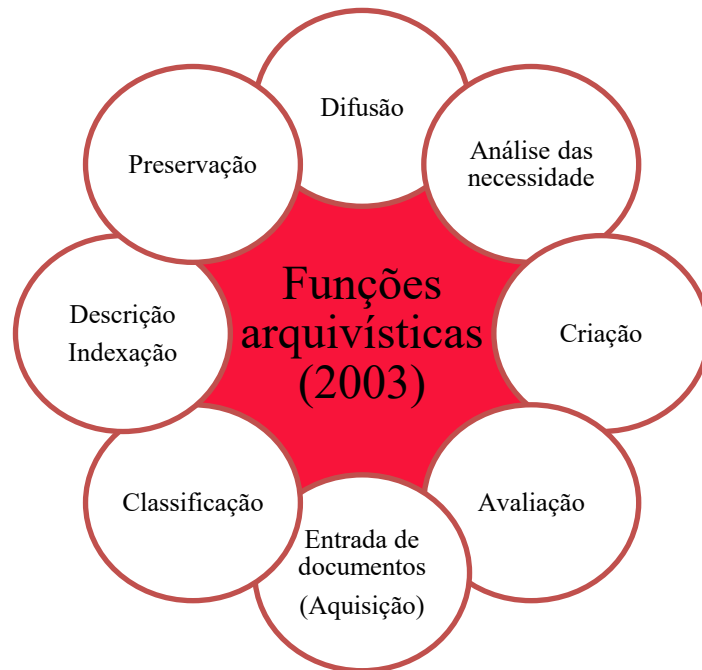 Difusão
Análise das
necessidade
Criação
Avaliação
Entrada de
documentos
(Aquisição)
Classificação
Descrição
Indexação
Preservação
Funções
arquivísticas
(2003)